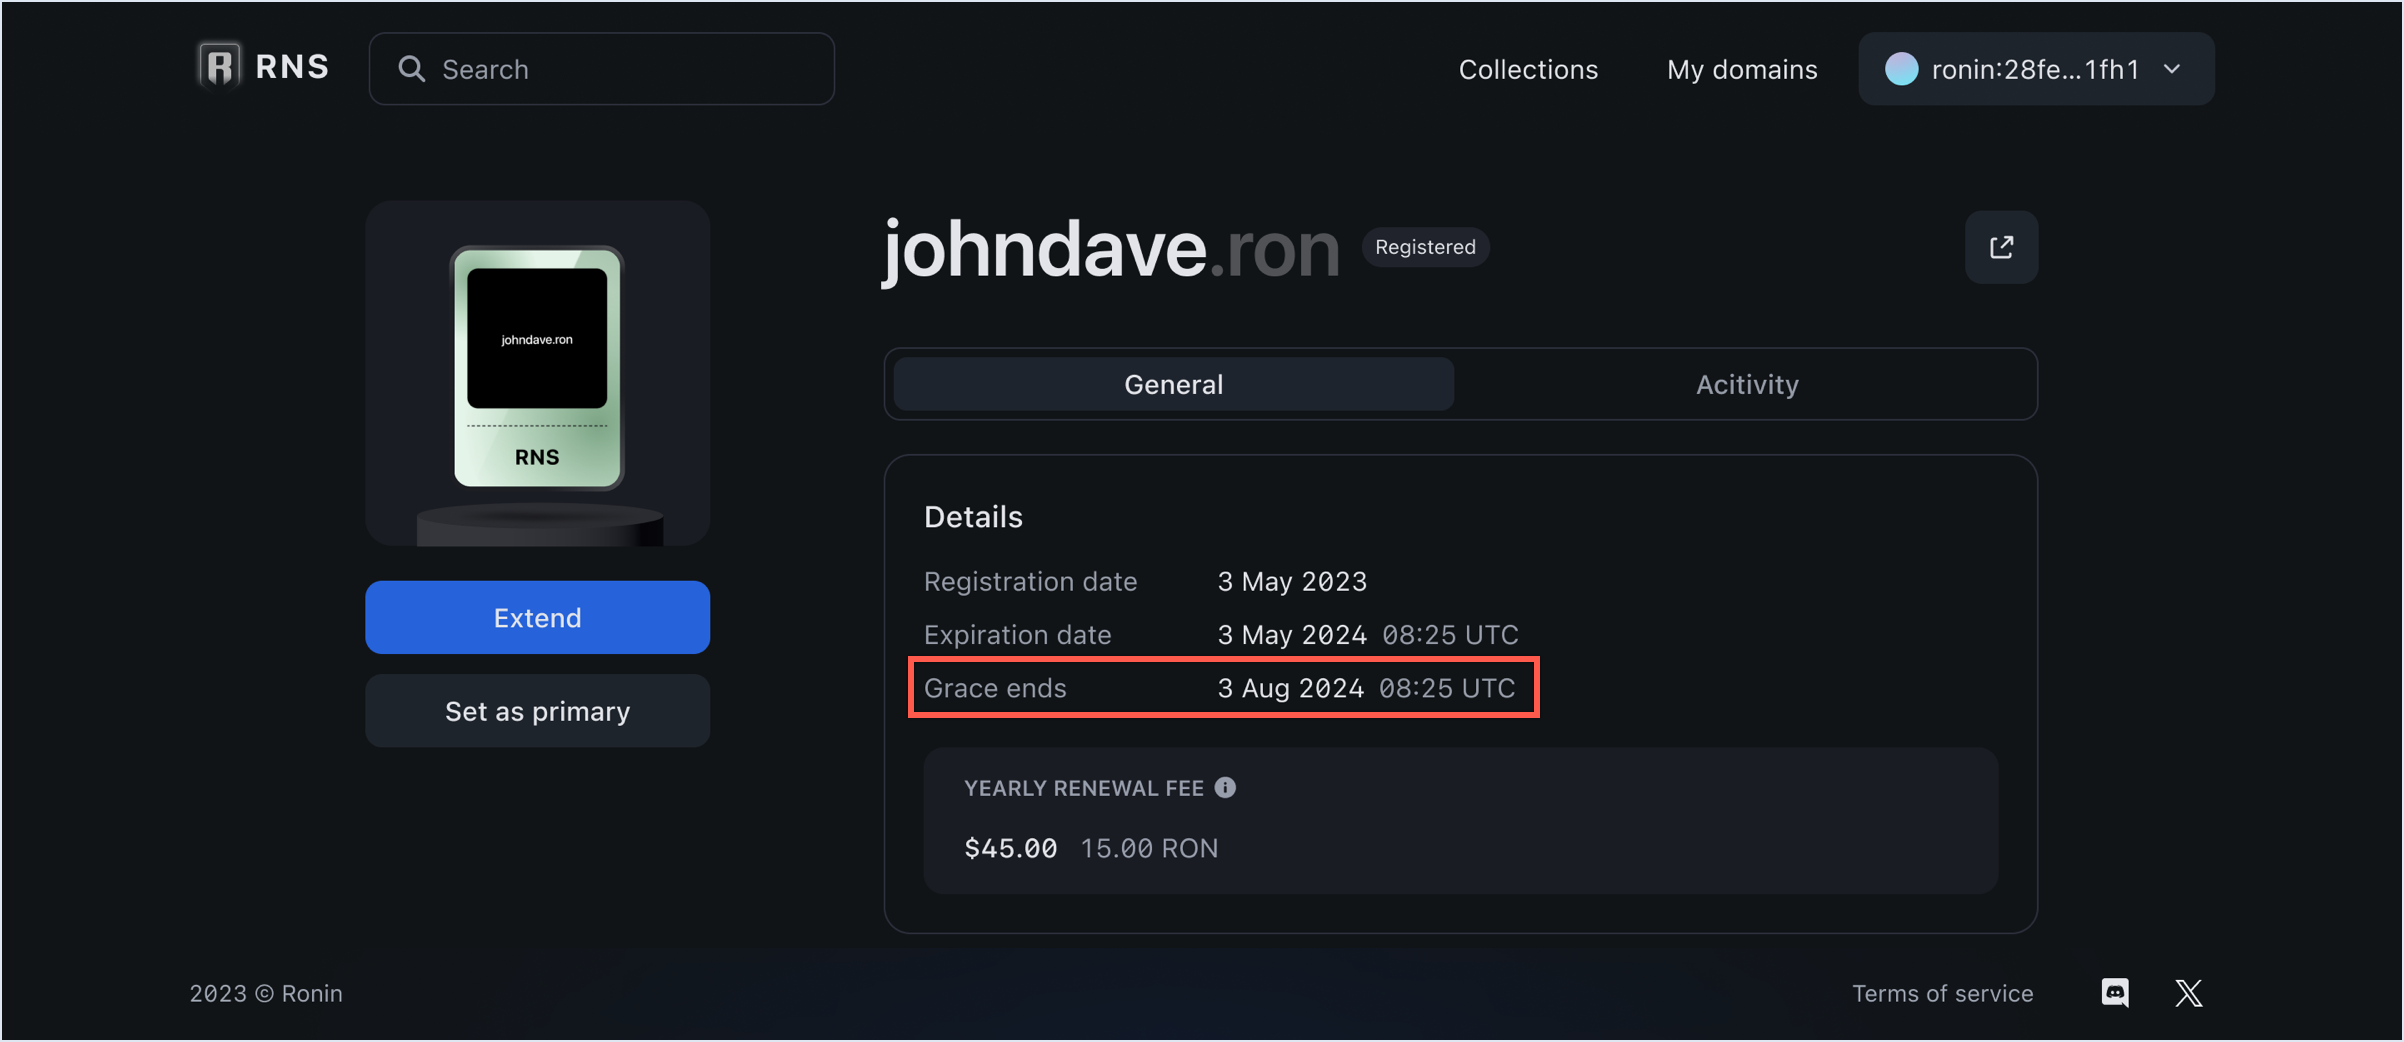 RNS
Search
Collections
My domains
ronin:28fe...1fh1
johndave.ron
Registered
johndave.ron
RNS
General
Acitivity
Extend
Set as primary
Details
Registration date 3 May 2023
Expiration date 3 May 2024 08:25 UTC
Grace ends 3 Aug 2024 08:25 UTC
YEARLY RENEWAL FEE
$45.00 15.00 RON
2023 © Ronin
Terms of service